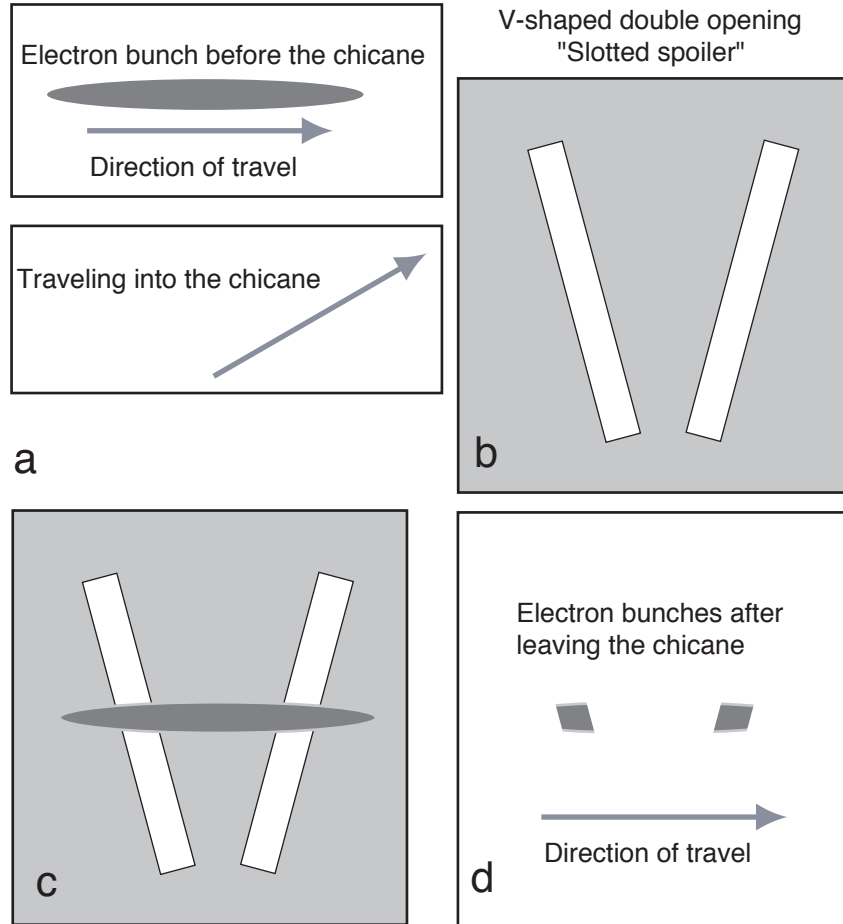 Electron bunch before the chicane
Direction of travel
Traveling into the chicane
a
V-shaped double opening
"Slotted spoiler"
b
c
Electron bunches after
leaving the chicane
Direction of travel
d